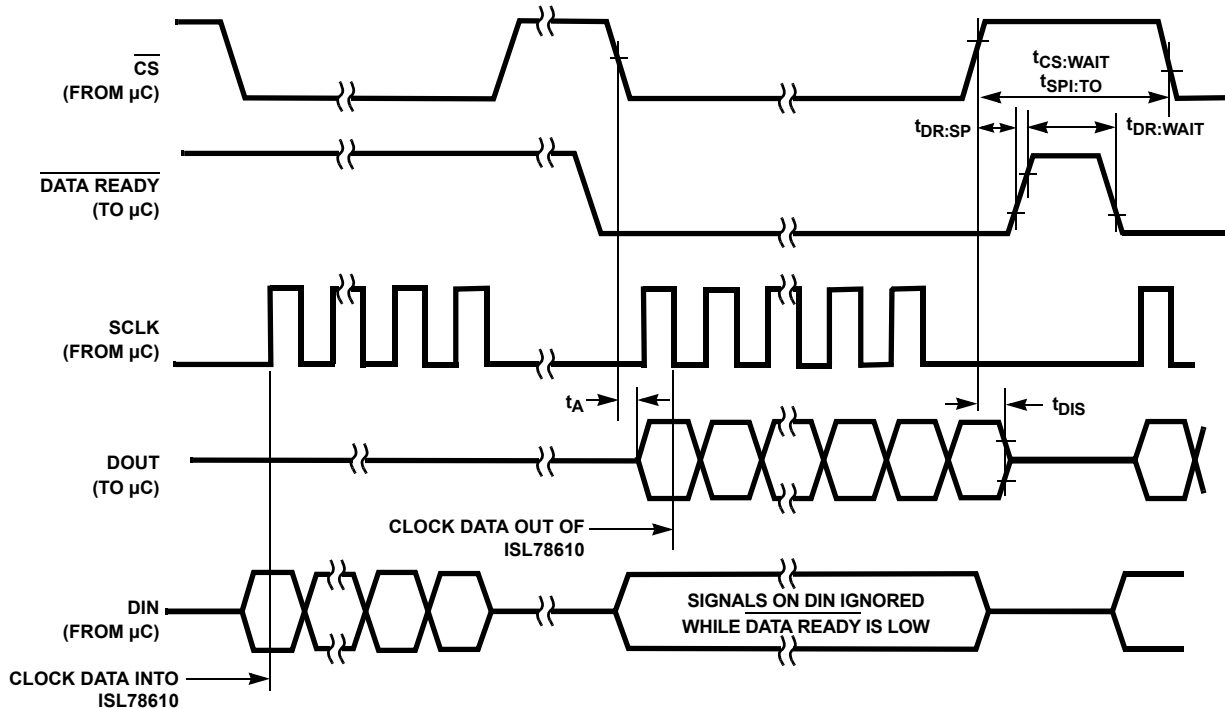 CS
(FROM µC)
tCS:WAIT
tSPI:TO
tDR:SP
tDR:WAIT
DATA READY
(TO µC)
SCLK
(FROM µC)
tA
tDIS
DOUT
(TO µC)
CLOCK DATA OUT OF
ISL78610
DIN
(FROM µC)
SIGNALS ON DIN IGNORED
WHILE DATA READY IS LOW
CLOCK DATA INTO
ISL78610